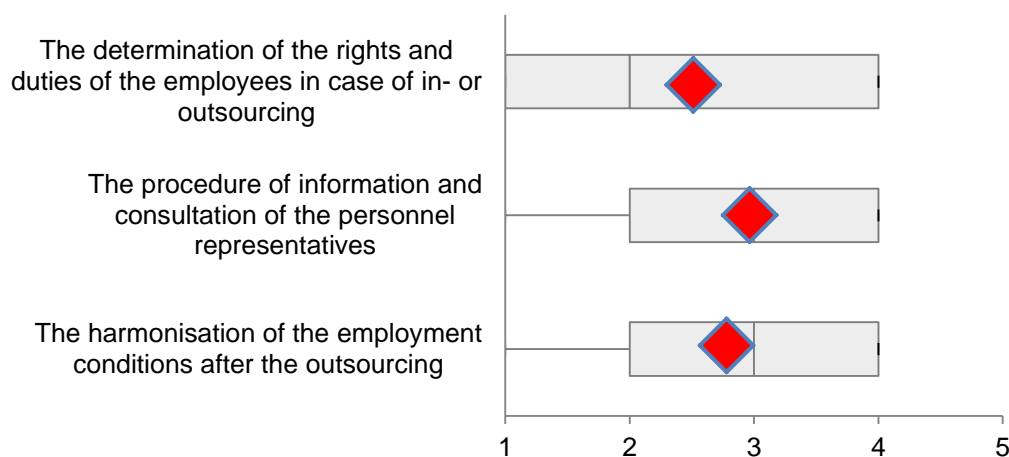 The determination of the rights and
duties of the employees in case of in- or
outsourcing
The procedure of information and
consultation of the personnel
representatives
The harmonisation of the employment
conditions after the outsourcing
1 2 3 4 5